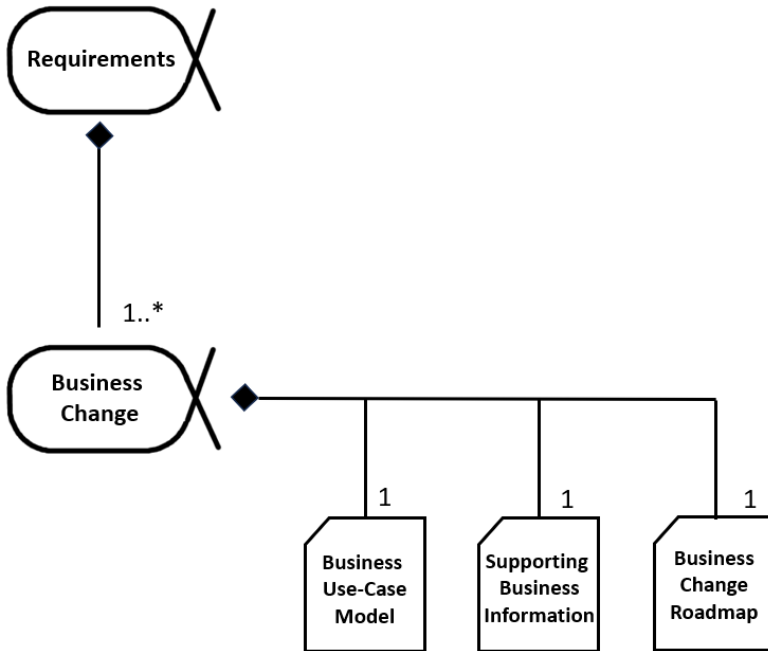 Requirements
1..*
Business
Change
1
1
1
Business
Use-Case
Model
Supporting
Business
Information
Business
Change
Roadmap